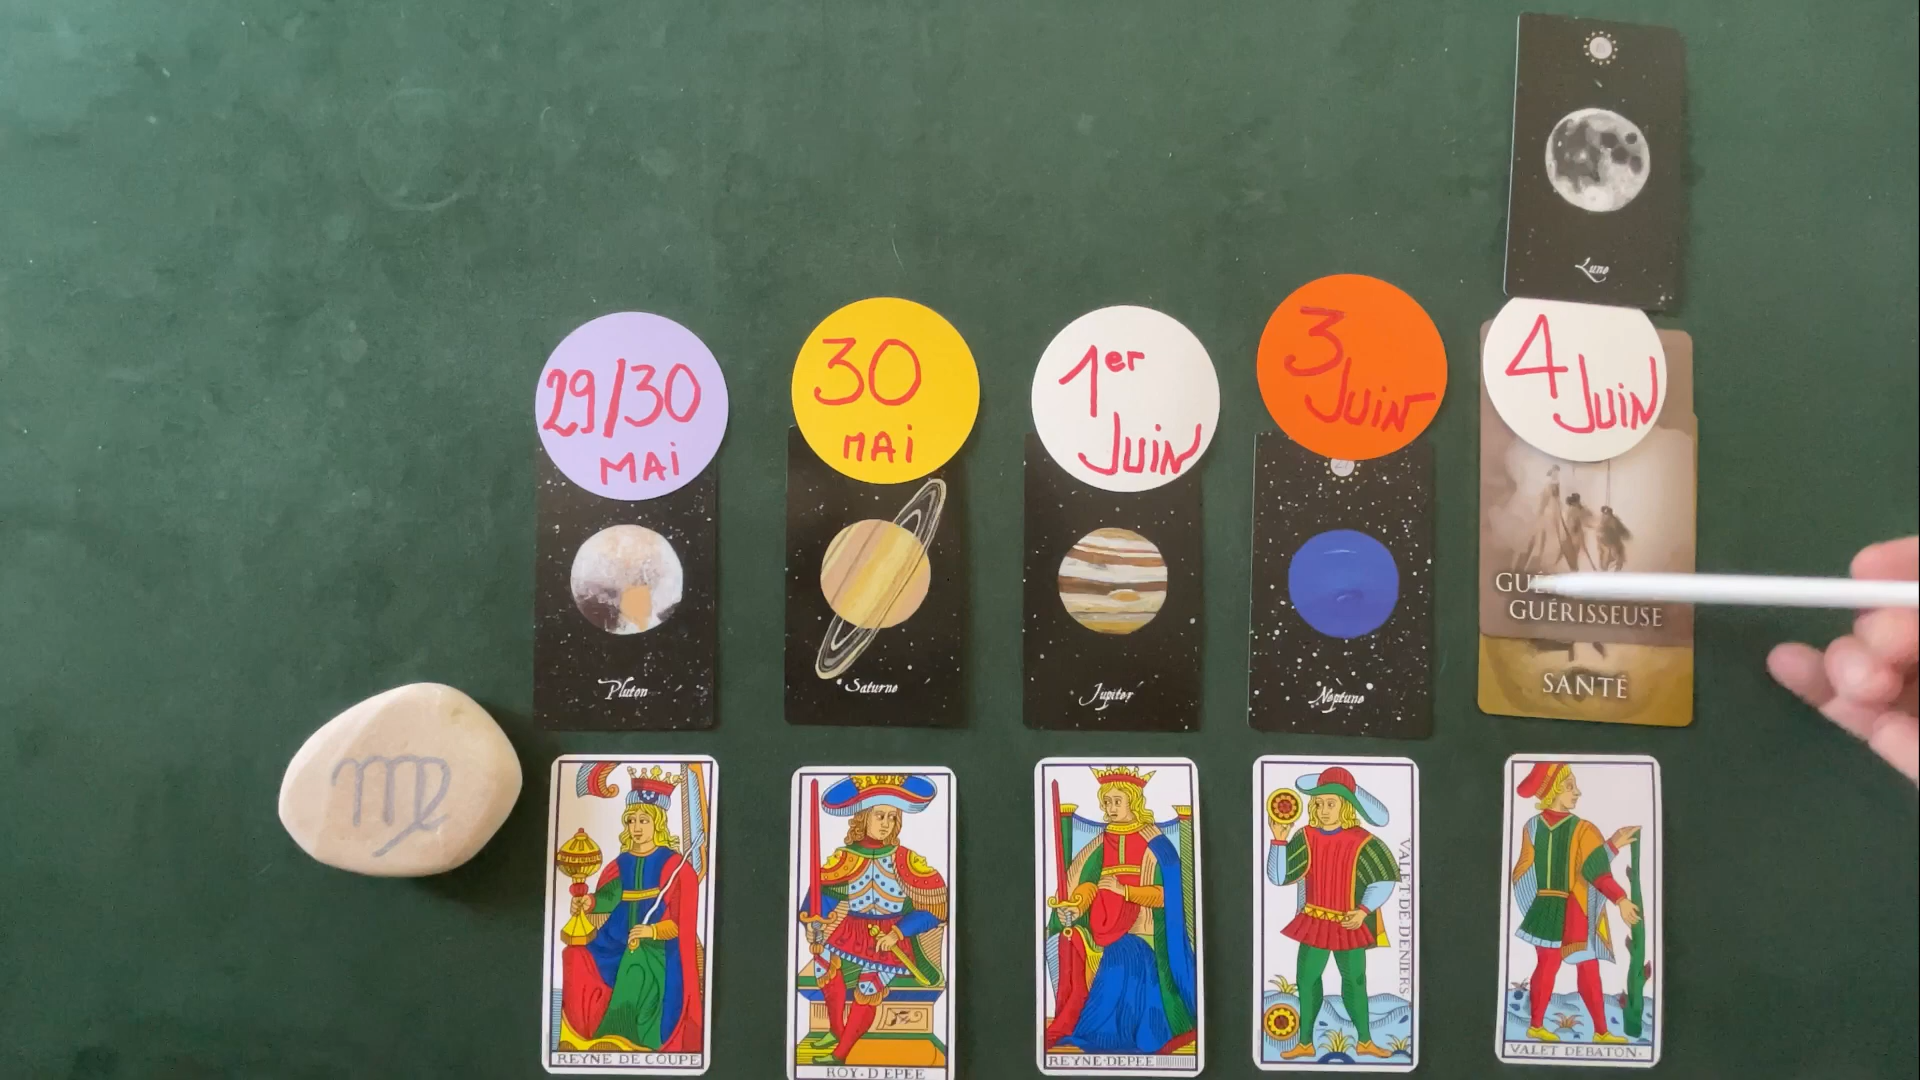 Lune
29/30
MAi
30
MAi
1er
JUiN
3
JUiN
4
JUiN
Pluton
Saturne
Jupiter
Neptune
GUÉRISSEUSE
SANTÉ
REYNE DE COUPE
ROY·D EPEE
REYNE·DEPEE
VALET DE DENIERS
VALET DEBATON·